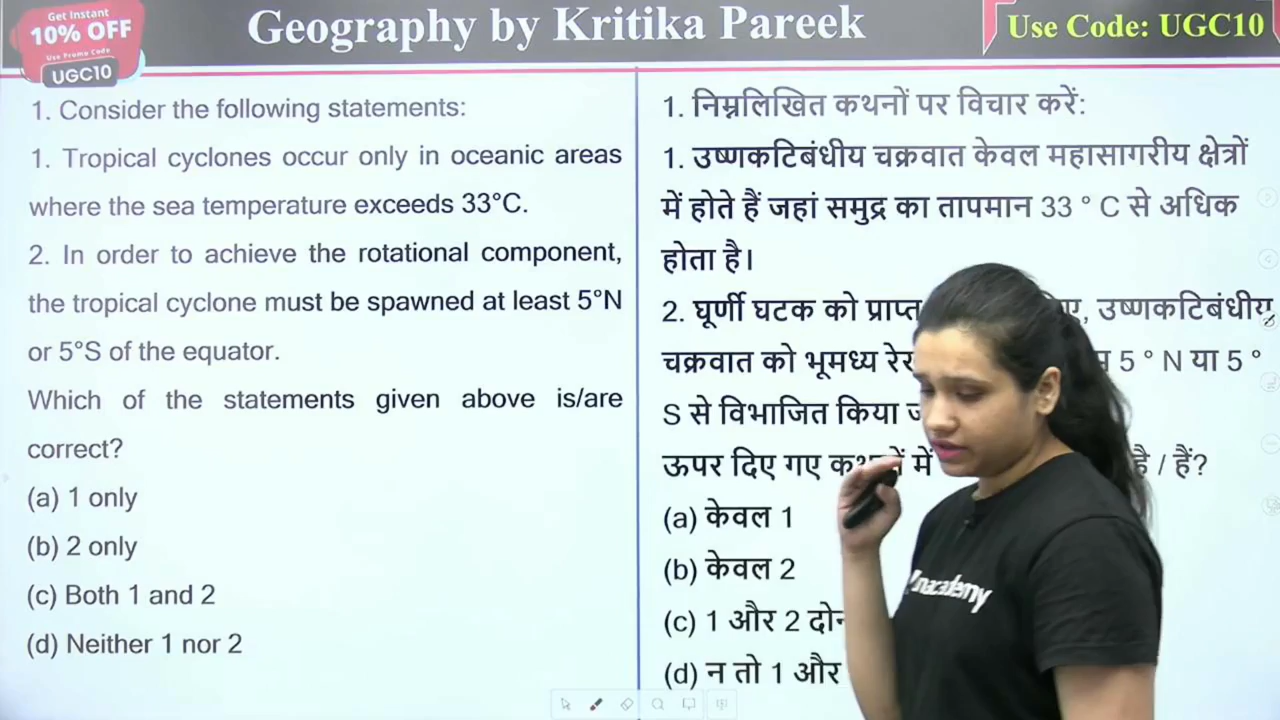 Get Instant
10% OFF
Use Promo Code
UGC10
Geography by Kritika Pareek
Use Code: UGC10
1. Consider the following statements:
1. Tropical cyclones occur only in oceanic areas
where the sea temperature exceeds 33°C.
2. In order to achieve the rotational component,
the tropical cyclone must be spawned at least 5°N
or 5°S of the equator.
Which of the statements given above is/are
correct?
(a) 1 only
(b) 2 only
(c) Both 1 and 2
(d) Neither 1 nor 2
1. निम्नलिखित कथनों पर विचार करें:
1. उष्णकटिबंधीय चक्रवात केवल महासागरीय क्षेत्रों
में होते हैं जहां समुद्र का तापमान 33 ° C से अधिक
होता है।
2. घूर्णी घटक को प्राप्त उष्णकटिबंधीय
चक्रवात को भूमध्य 5 ° N या 5 °
S से विभाजित किया
ऊपर दिए गए में है / हैं?
(a) केवल 1
(b) केवल 2
(c) 1 और 2
(d) न तो 1 और
unacademy